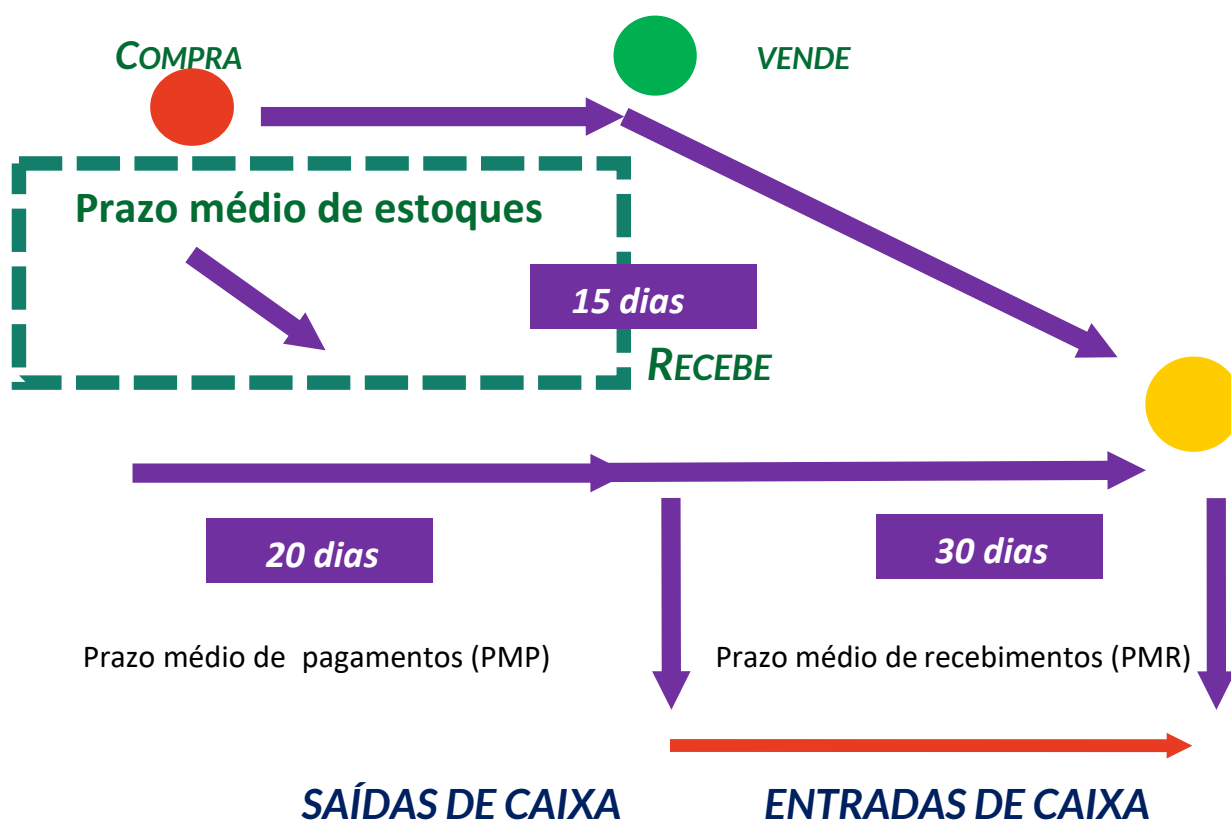 COMPRA
VENDE
Prazo médio de estoques
15 dias
RECEBE
20 dias
30 dias
Prazo médio de pagamentos (PMP)
Prazo médio de recebimentos (PMR)
SAÍDAS DE CAIXA
ENTRADAS DE CAIXA